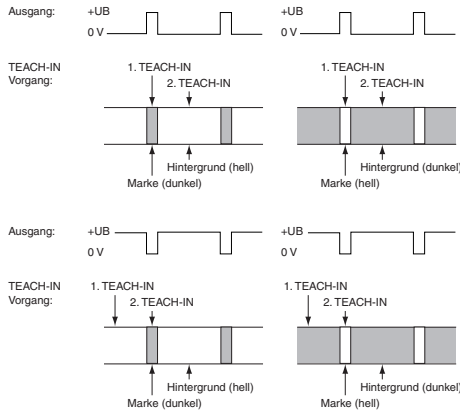 Ausgang: +UB +UB
0 V 0 V
TEACH-IN 1. TEACH-IN 1. TEACH-IN
Vorgang: 2. TEACH-IN 2. TEACH-IN
Hintergrund (hell) Hintergrund (dunkel)
Marke (dunkel) Marke (hell)
Ausgang: +UB +UB
0 V 0 V
TEACH-IN 1. TEACH-IN 1. TEACH-IN
Vorgang: 2. TEACH-IN 2. TEACH-IN
Hintergrund (hell) Hintergrund (dunkel)
Marke (dunkel) Marke (hell)